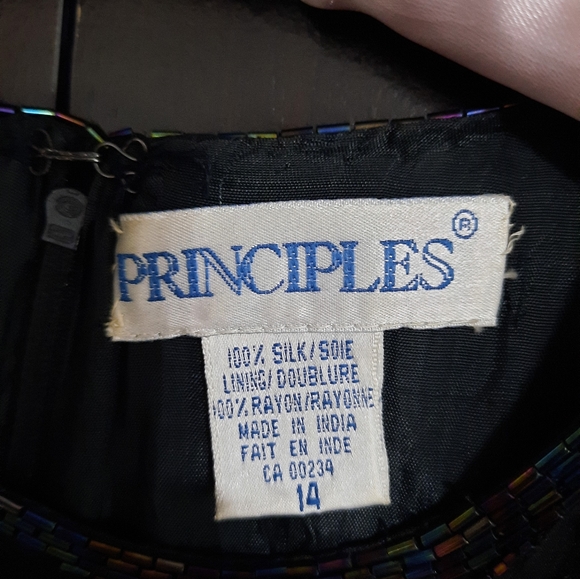 PRINCIPLES ®
100% SILK/SOIE
LINING/DOUBLURE
100% RAYON/RAYONNE
MADE IN INDIA
FAIT EN INDE
CA 00234
14